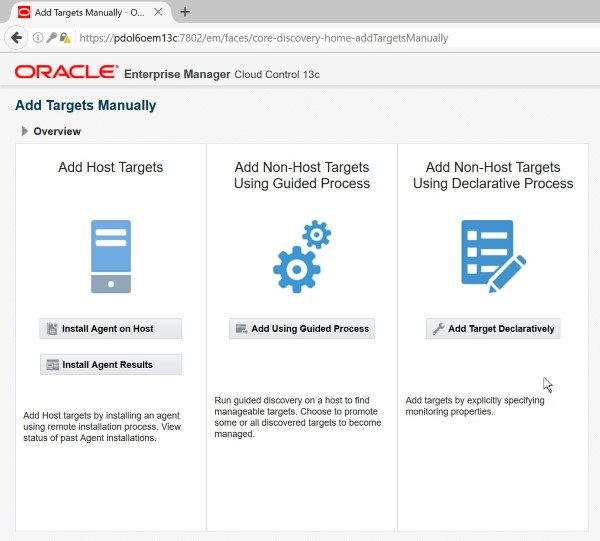 Add Targets Manually - O...
https://pdol6oem13c:7802/em/faces/core-discovery-home-addTargetsManually
ORACLE Enterprise Manager Cloud Control 13c
Add Targets Manually
Overview
Add Host Targets
Install Agent on Host
Install Agent Results
Add Host targets by installing an agent
using remote installation process. View
status of past Agent installations.
Add Non-Host Targets
Using Guided Process
Add Using Guided Process
Run guided discovery on a host to find
manageable targets. Choose to promote
some or all discovered targets to become
managed.
Add Non-Host Targets
Using Declarative Process
Add Target Declaratively
Add targets by explicitly specifying
monitoring properties.